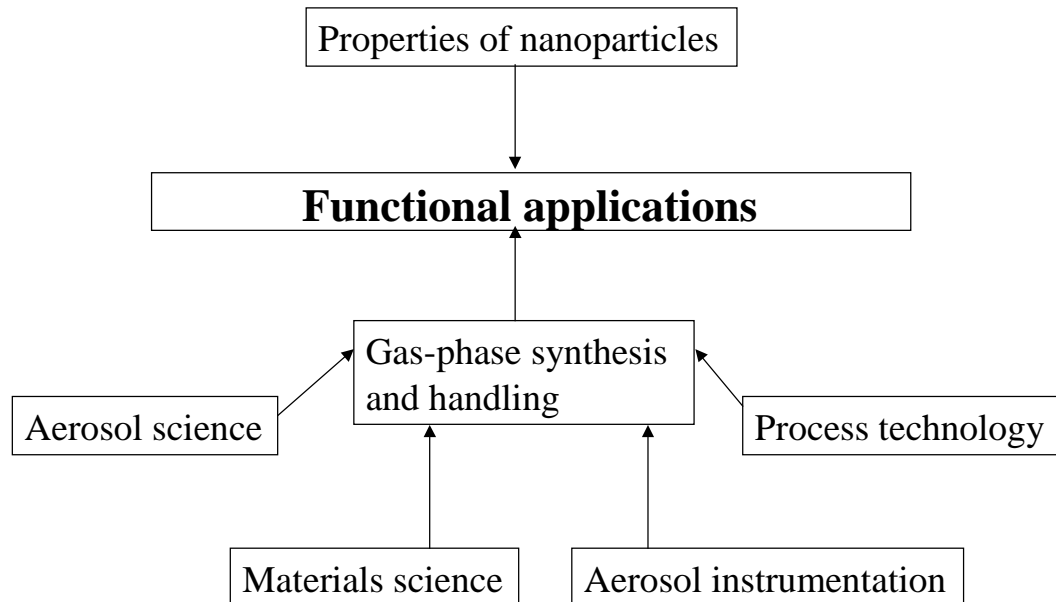 Properties of nanoparticles
Functional applications
Gas-phase synthesis
and handling
Aerosol science
Process technology
Materials science
Aerosol instrumentation